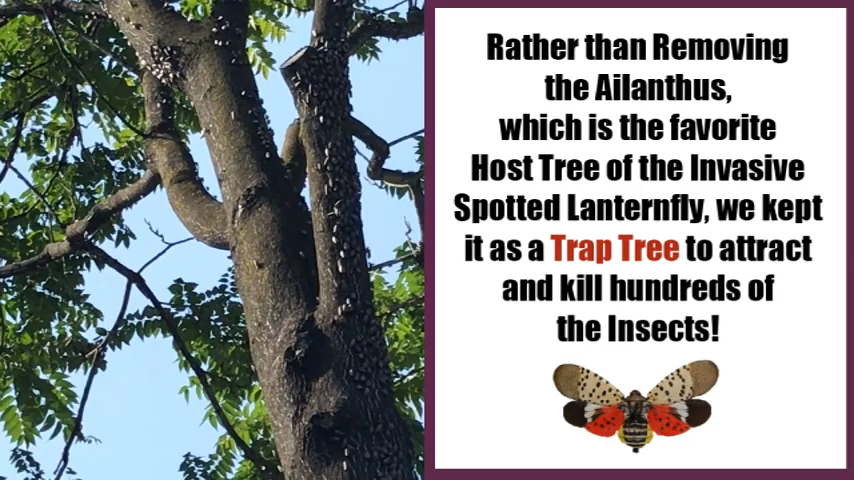 Rather than Removing
the Ailanthus,
which is the favorite
Host Tree of the Invasive
Spotted Lanternfly, we kept
it as a Trap Tree to attract
and kill hundreds of
the Insects!